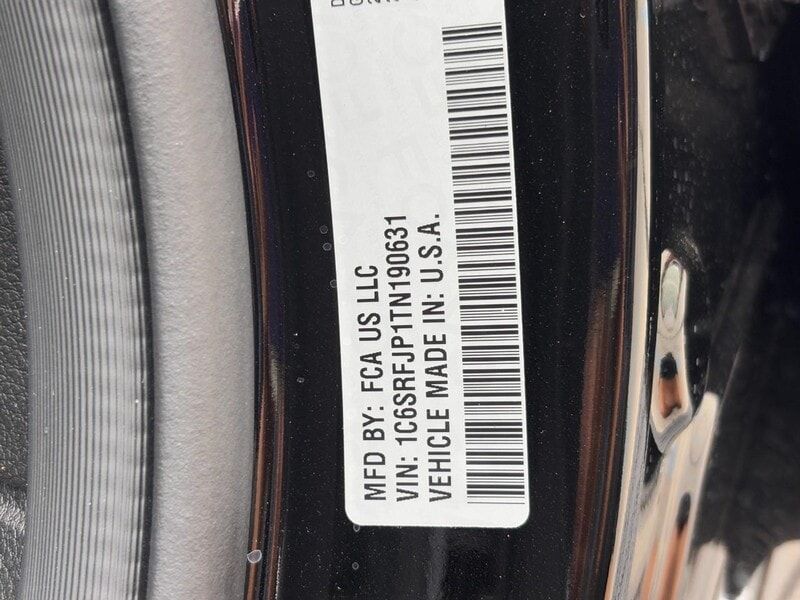 MFD BY: FCA US LLC
VIN: 1C6SRFJP1TN190631
VEHICLE MADE IN: U.S.A.